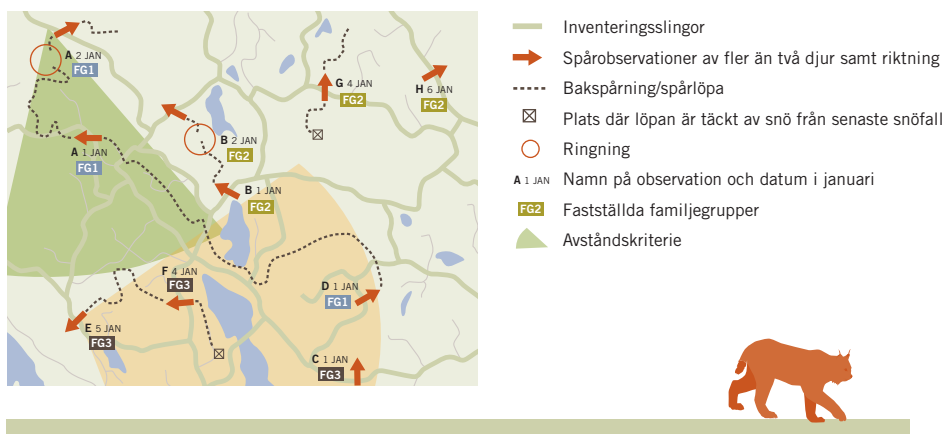 A 2 JAN
FG1
G 4 JAN
FG2
H 6 JAN
FG2
A 1 JAN
FG1
B 2 JAN
FG2
B 1 JAN
FG2
F 4 JAN
FG3
D 1 JAN
FG1
E 5 JAN
FG3
C 1 JAN
FG3
Inventeringsslingor
Spårobservationer av fler än två djur samt riktning
Bakspårning/spårlöpa
Plats där löpan är täckt av snö från senaste snöfall
Ringning
A 1 JAN Namn på observation och datum i januari
FG2 Fastställda familjegrupper
Avståndskriterie